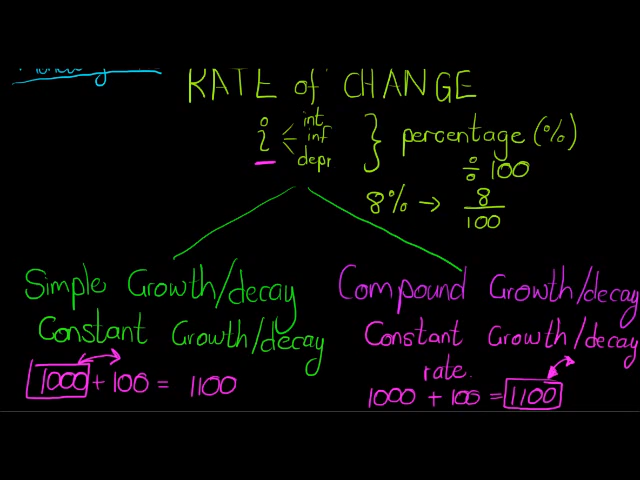 RATE of CHANGE
i int
inf
depr
} percentage (%)
÷ 100
8% → 8/100
Simple Growth/decay
Constant Growth/decay
1000 + 100 = 1100
Compound Growth/decay
Constant Growth/decay
rate.
1000 + 100 = 1100